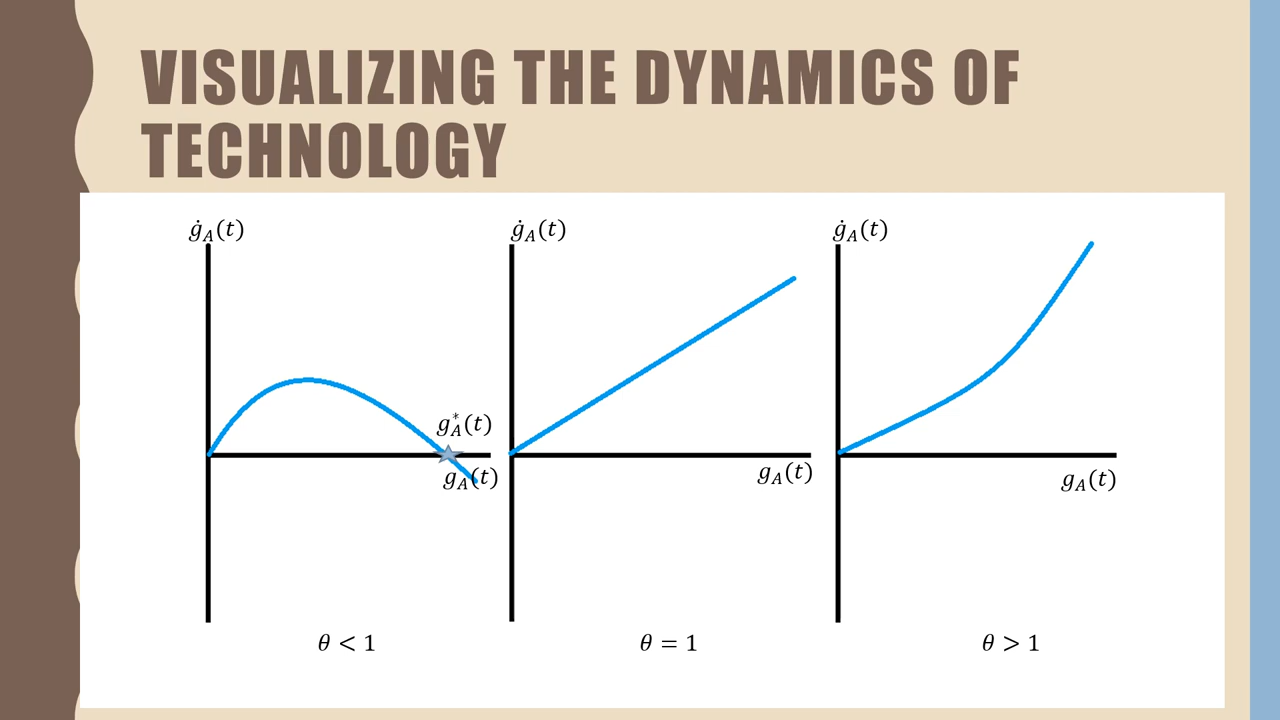 VISUALIZING THE DYNAMICS OF
TECHNOLOGY
ġ_A(t)
g*_A(t)
g_A(t)
θ < 1
ġ_A(t)
g_A(t)
θ = 1
ġ_A(t)
g_A(t)
θ > 1